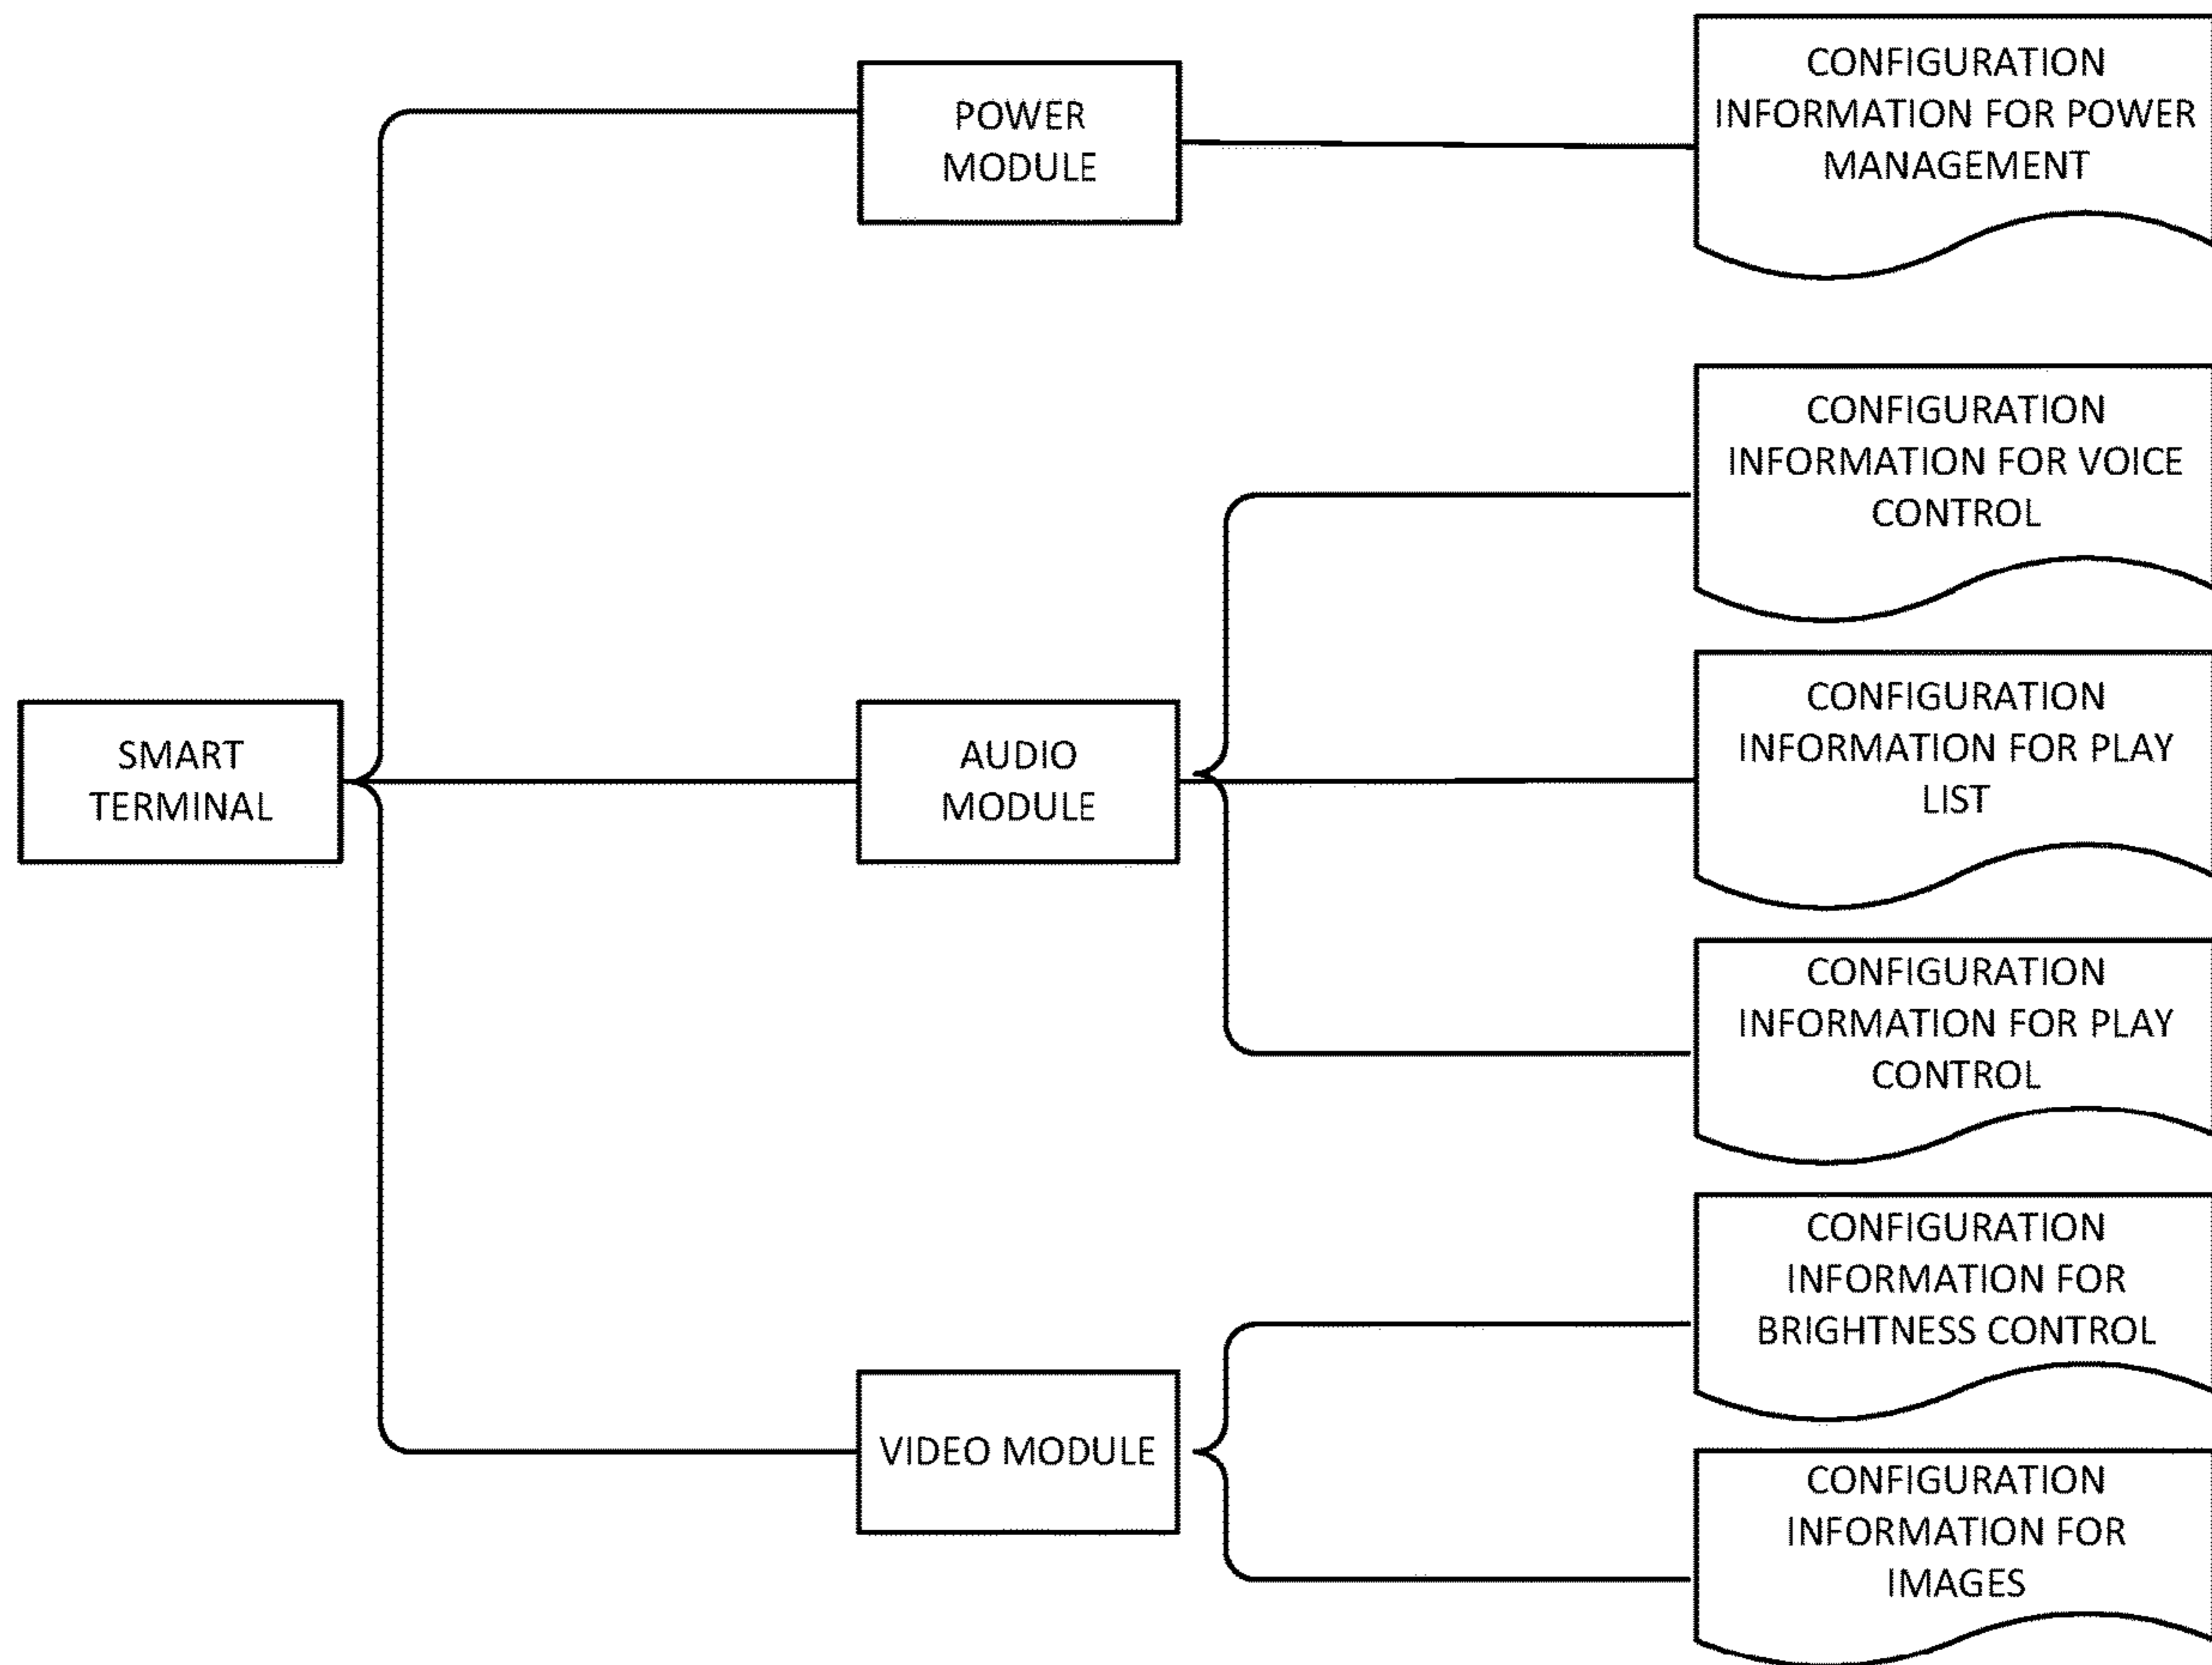 CONFIGURATION
INFORMATION FOR POWER
MANAGEMENT
POWER
MODULE
CONFIGURATION
INFORMATION FOR VOICE
CONTROL
SMART
TERMINAL
AUDIO
MODULE
CONFIGURATION
INFORMATION FOR PLAY
LIST
CONFIGURATION
INFORMATION FOR PLAY
CONTROL
VIDEO MODULE
CONFIGURATION
INFORMATION FOR
BRIGHTNESS CONTROL
CONFIGURATION
INFORMATION FOR
IMAGES